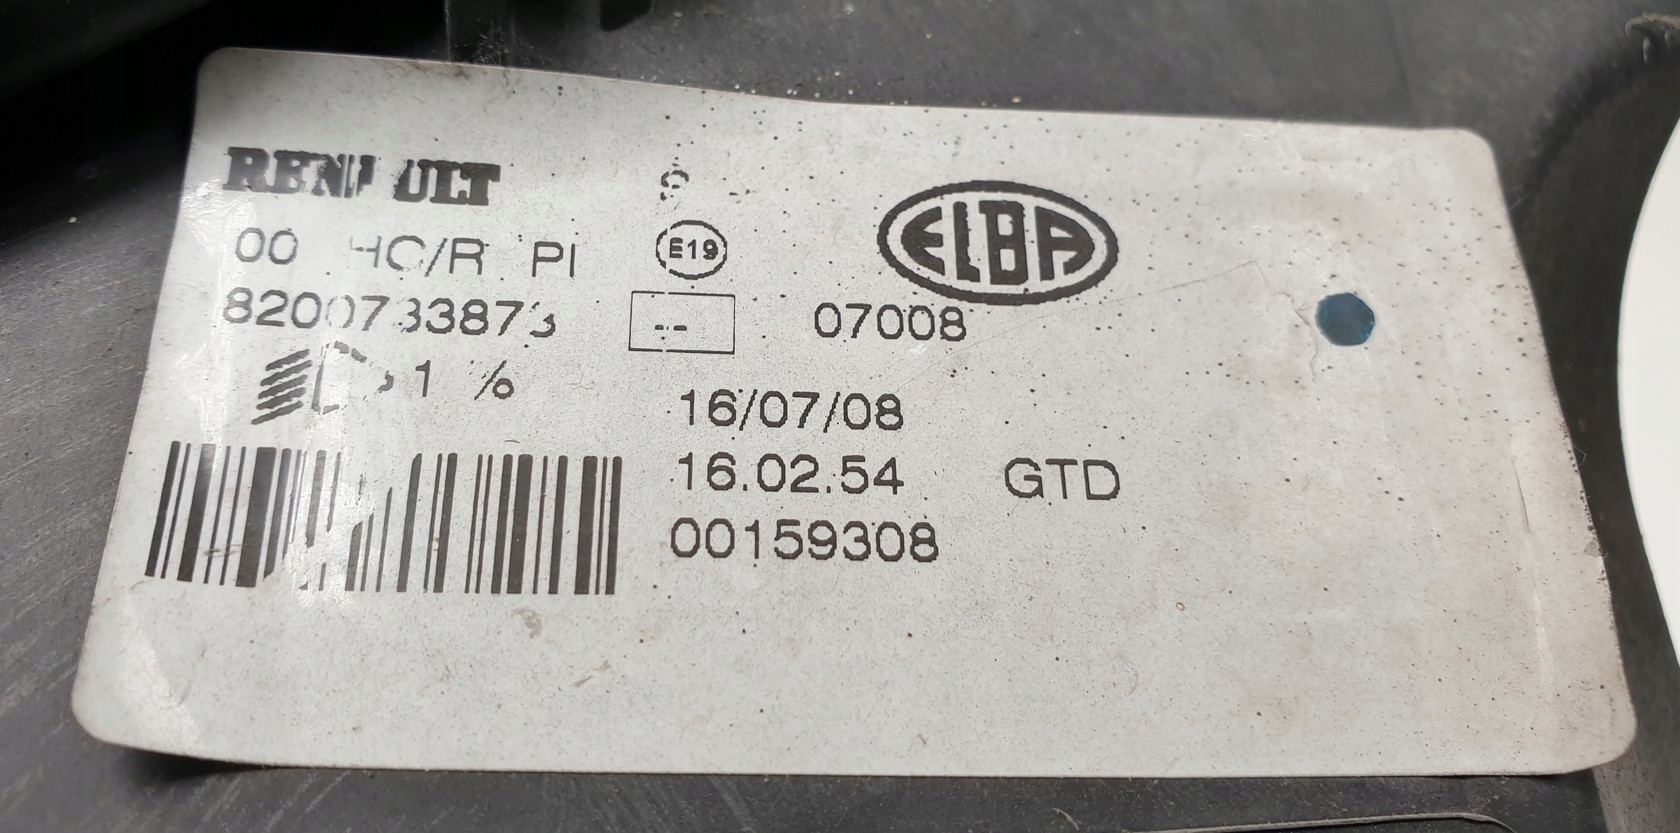 RENAULT
ELBA
00 HC/R PI E19
8200733873 -- 07008
1 %
16/07/08
16.02.54 GTD
00159308